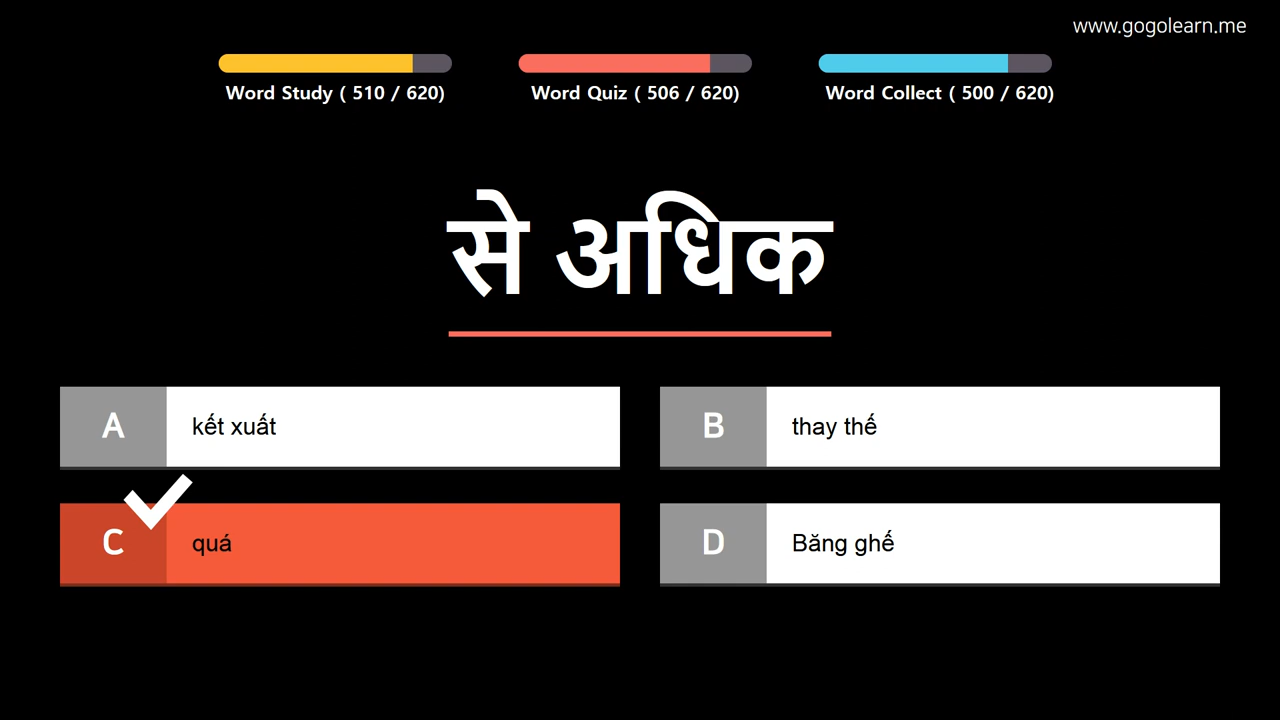 www.gogolearn.me
Word Study ( 510 / 620)
Word Quiz ( 506 / 620)
Word Collect ( 500 / 620)
से अधिक
A kết xuất
B thay thế
C quá
D Băng ghế